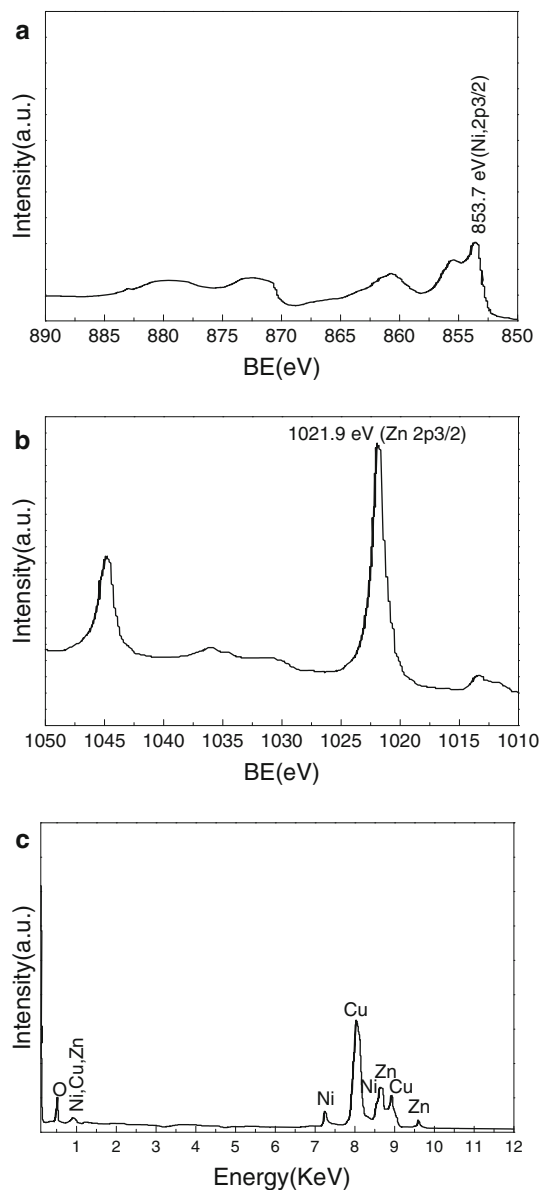 a
Intensity(a.u.)
853.7 eV(Ni,2p3/2)
890 885 880 875 870 865 860 855 850
BE(eV)
b
1021.9 eV (Zn 2p3/2)
Intensity(a.u.)
1050 1045 1040 1035 1030 1025 1020 1015 1010
BE(eV)
c
Intensity(a.u.)
O
Ni,Cu,Zn
Ni
Cu
Ni
Zn
Cu
Zn
1 2 3 4 5 6 7 8 9 10 11 12
Energy(KeV)